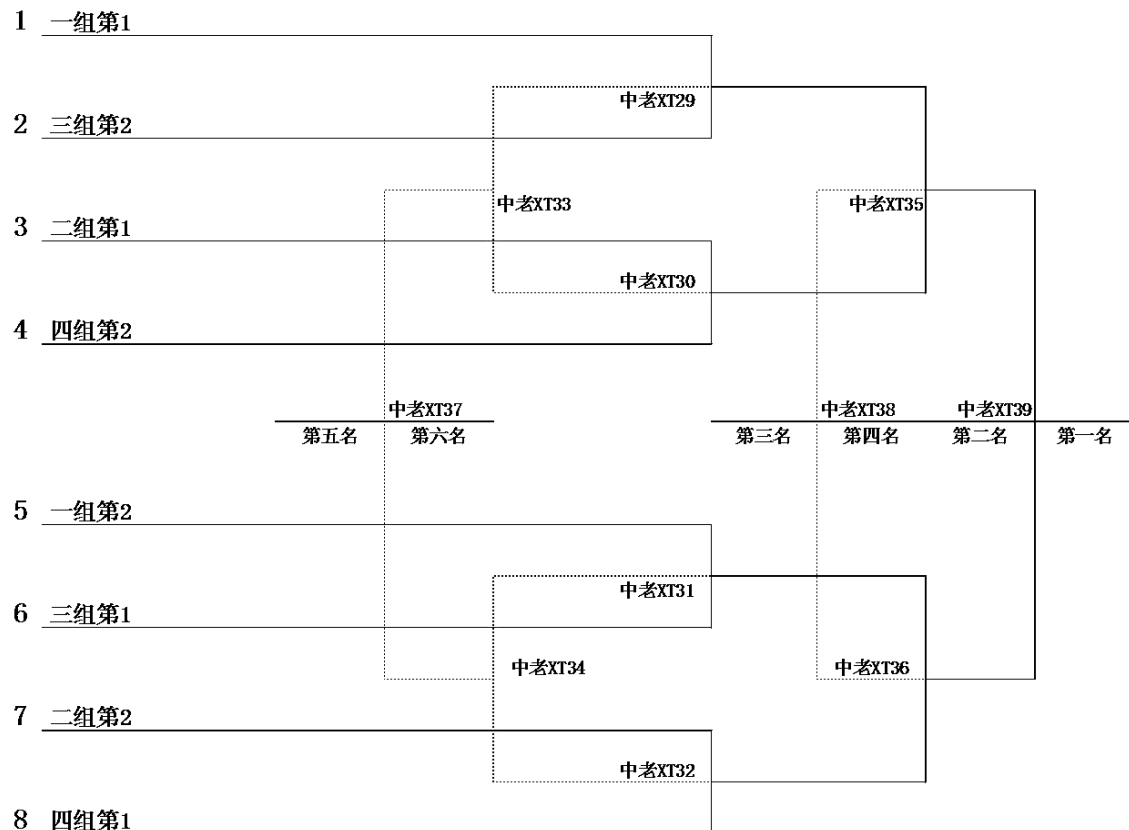 1 一组第1
中老XT29
2 三组第2
中老XT33 中老XT35
3 二组第1
中老XT30
4 四组第2
中老XT37 中老XT38 中老XT39
第五名 第六名 第三名 第四名 第二名 第一名
5 一组第2
中老XT31
6 三组第1
中老XT34 中老XT36
7 二组第2
中老XT32
8 四组第1